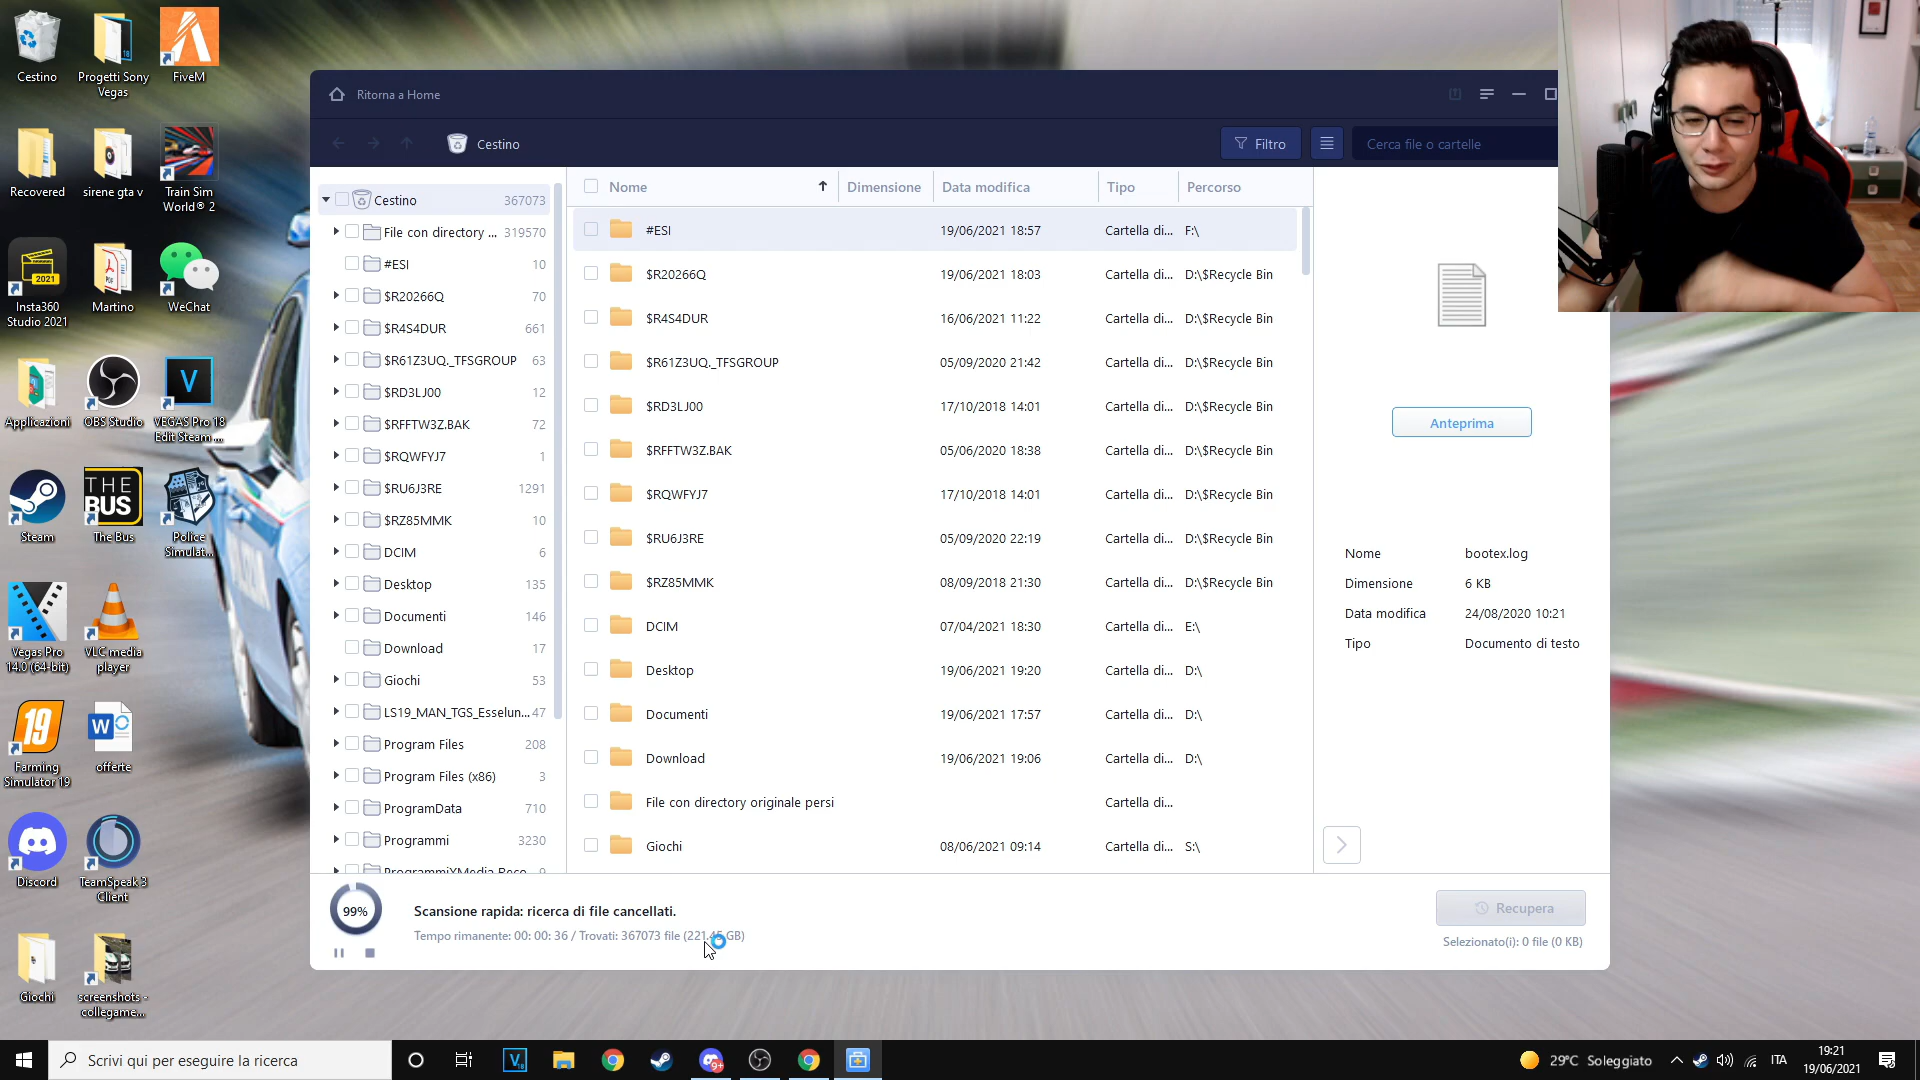 Cestino
Progetti Sony
Vegas
FiveM
Recovered
sirene gta v
Train Sim
World® 2
Insta360
Studio 2021
Martino
WeChat
Applicazioni
OBS Studio
VEGAS Pro 18
Edit Steam ...
Steam
The Bus
Police
Simulat...
Vegas Pro
14.0 (64-bit)
VLC media
player
Farming
Simulator 19
offerte
Discord
TeamSpeak 3
Client
Giochi
screenshots -
collegame...
18
2021
PDF
V
THE
BUS
19
W
Ritorna a Home
Cestino
Filtro
Cerca file o cartelle
Cestino 367073
File con directory ... 319570
#ESI 10
$R20266Q 70
$R4S4DUR 661
$R61Z3UQ._TFSGROUP 63
$RD3LJ00 12
$RFFTW3Z.BAK 72
$RQWFYJ7 1
$RU6J3RE 1291
$RZ85MMK 10
DCIM 6
Desktop 135
Documenti 146
Download 17
Giochi 53
LS19_MAN_TGS_Esselun... 47
Program Files 208
Program Files (x86) 3
ProgramData 710
Programmi 3230
Nome Dimensione Data modifica Tipo Percorso
#ESI 19/06/2021 18:57 Cartella di... F:\
$R20266Q 19/06/2021 18:03 Cartella di... D:\$Recycle Bin
$R4S4DUR 16/06/2021 11:22 Cartella di... D:\$Recycle Bin
$R61Z3UQ._TFSGROUP 05/09/2020 21:42 Cartella di... D:\$Recycle Bin
$RD3LJ00 17/10/2018 14:01 Cartella di... D:\$Recycle Bin
$RFFTW3Z.BAK 05/06/2020 18:38 Cartella di... D:\$Recycle Bin
$RQWFYJ7 17/10/2018 14:01 Cartella di... D:\$Recycle Bin
$RU6J3RE 05/09/2020 22:19 Cartella di... D:\$Recycle Bin
$RZ85MMK 08/09/2018 21:30 Cartella di... D:\$Recycle Bin
DCIM 07/04/2021 18:30 Cartella di... E:\
Desktop 19/06/2021 19:20 Cartella di... D:\
Documenti 19/06/2021 17:57 Cartella di... D:\
Download 19/06/2021 19:06 Cartella di... D:\
File con directory originale persi Cartella di...
Giochi 08/06/2021 09:14 Cartella di... S:\
Anteprima
Nome bootex.log
Dimensione 6 KB
Data modifica 24/08/2020 10:21
Tipo Documento di testo
99%
Scansione rapida: ricerca di file cancellati.
Tempo rimanente: 00: 00: 36 / Trovati: 367073 file (221.45 GB)
Recupera
Selezionato(i): 0 file (0 KB)
Scrivi qui per eseguire la ricerca
29°C Soleggiato
ITA
19:21
19/06/2021